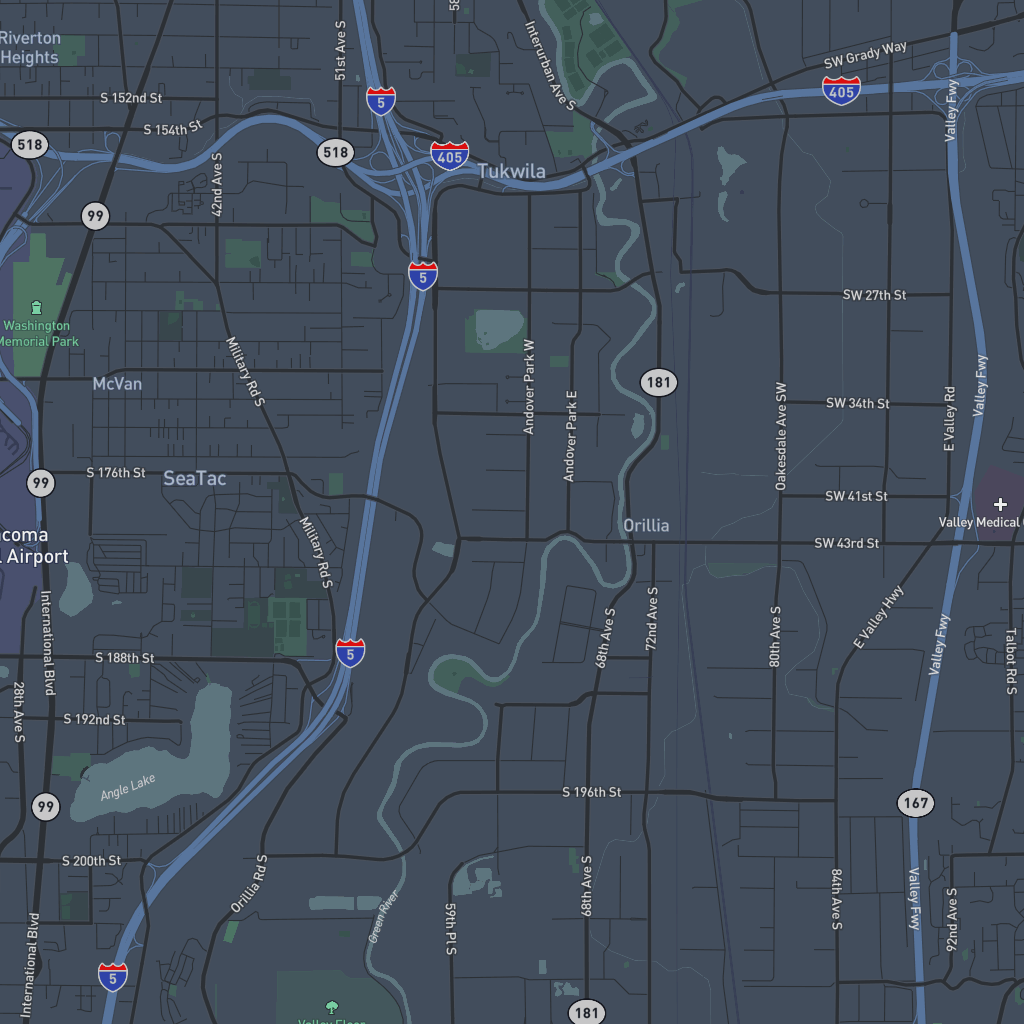 Riverton
Heights
51st Ave S
58
Interurban Ave S
SW Grady Way
405
5
S 152nd St
S 154th St
Valley Fwy
518
518
405
Tukwila
42nd Ave S
99
5
SW 27th St
Washington
Memorial Park
Military Rd S
Andover Park W
Andover Park E
181
McVan
Oakesdale Ave SW
SW 34th St
E Valley Rd
Valley Fwy
S 176th St
SeaTac
99
SW 41st St
Valley Medical
Orillia
SW 43rd St
Military Rd S
coma
Airport
International Blvd
68th Ave S
72nd Ave S
80th Ave S
E Valley Hwy
Valley Fwy
Talbot Rd S
S 188th St
5
28th Ave S
S 192nd St
Angle Lake
99
S 196th St
167
S 200th St
Orillia Rd S
Green River
59th Pl S
68th Ave S
84th Ave S
Valley Fwy
92nd Ave S
International Blvd
5
181
Valley Floor